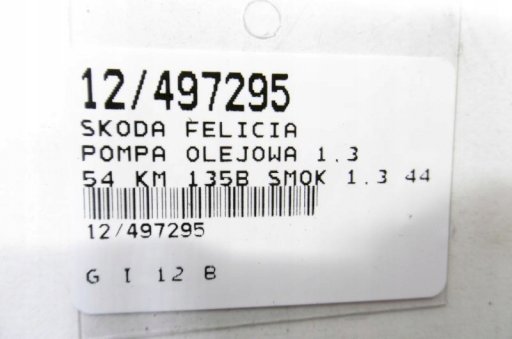 12/497295
SKODA FELICIA
POMPA OLEJOWA 1.3
54 KM 135B SMOK 1.3 44
12/497295
G I 12 B